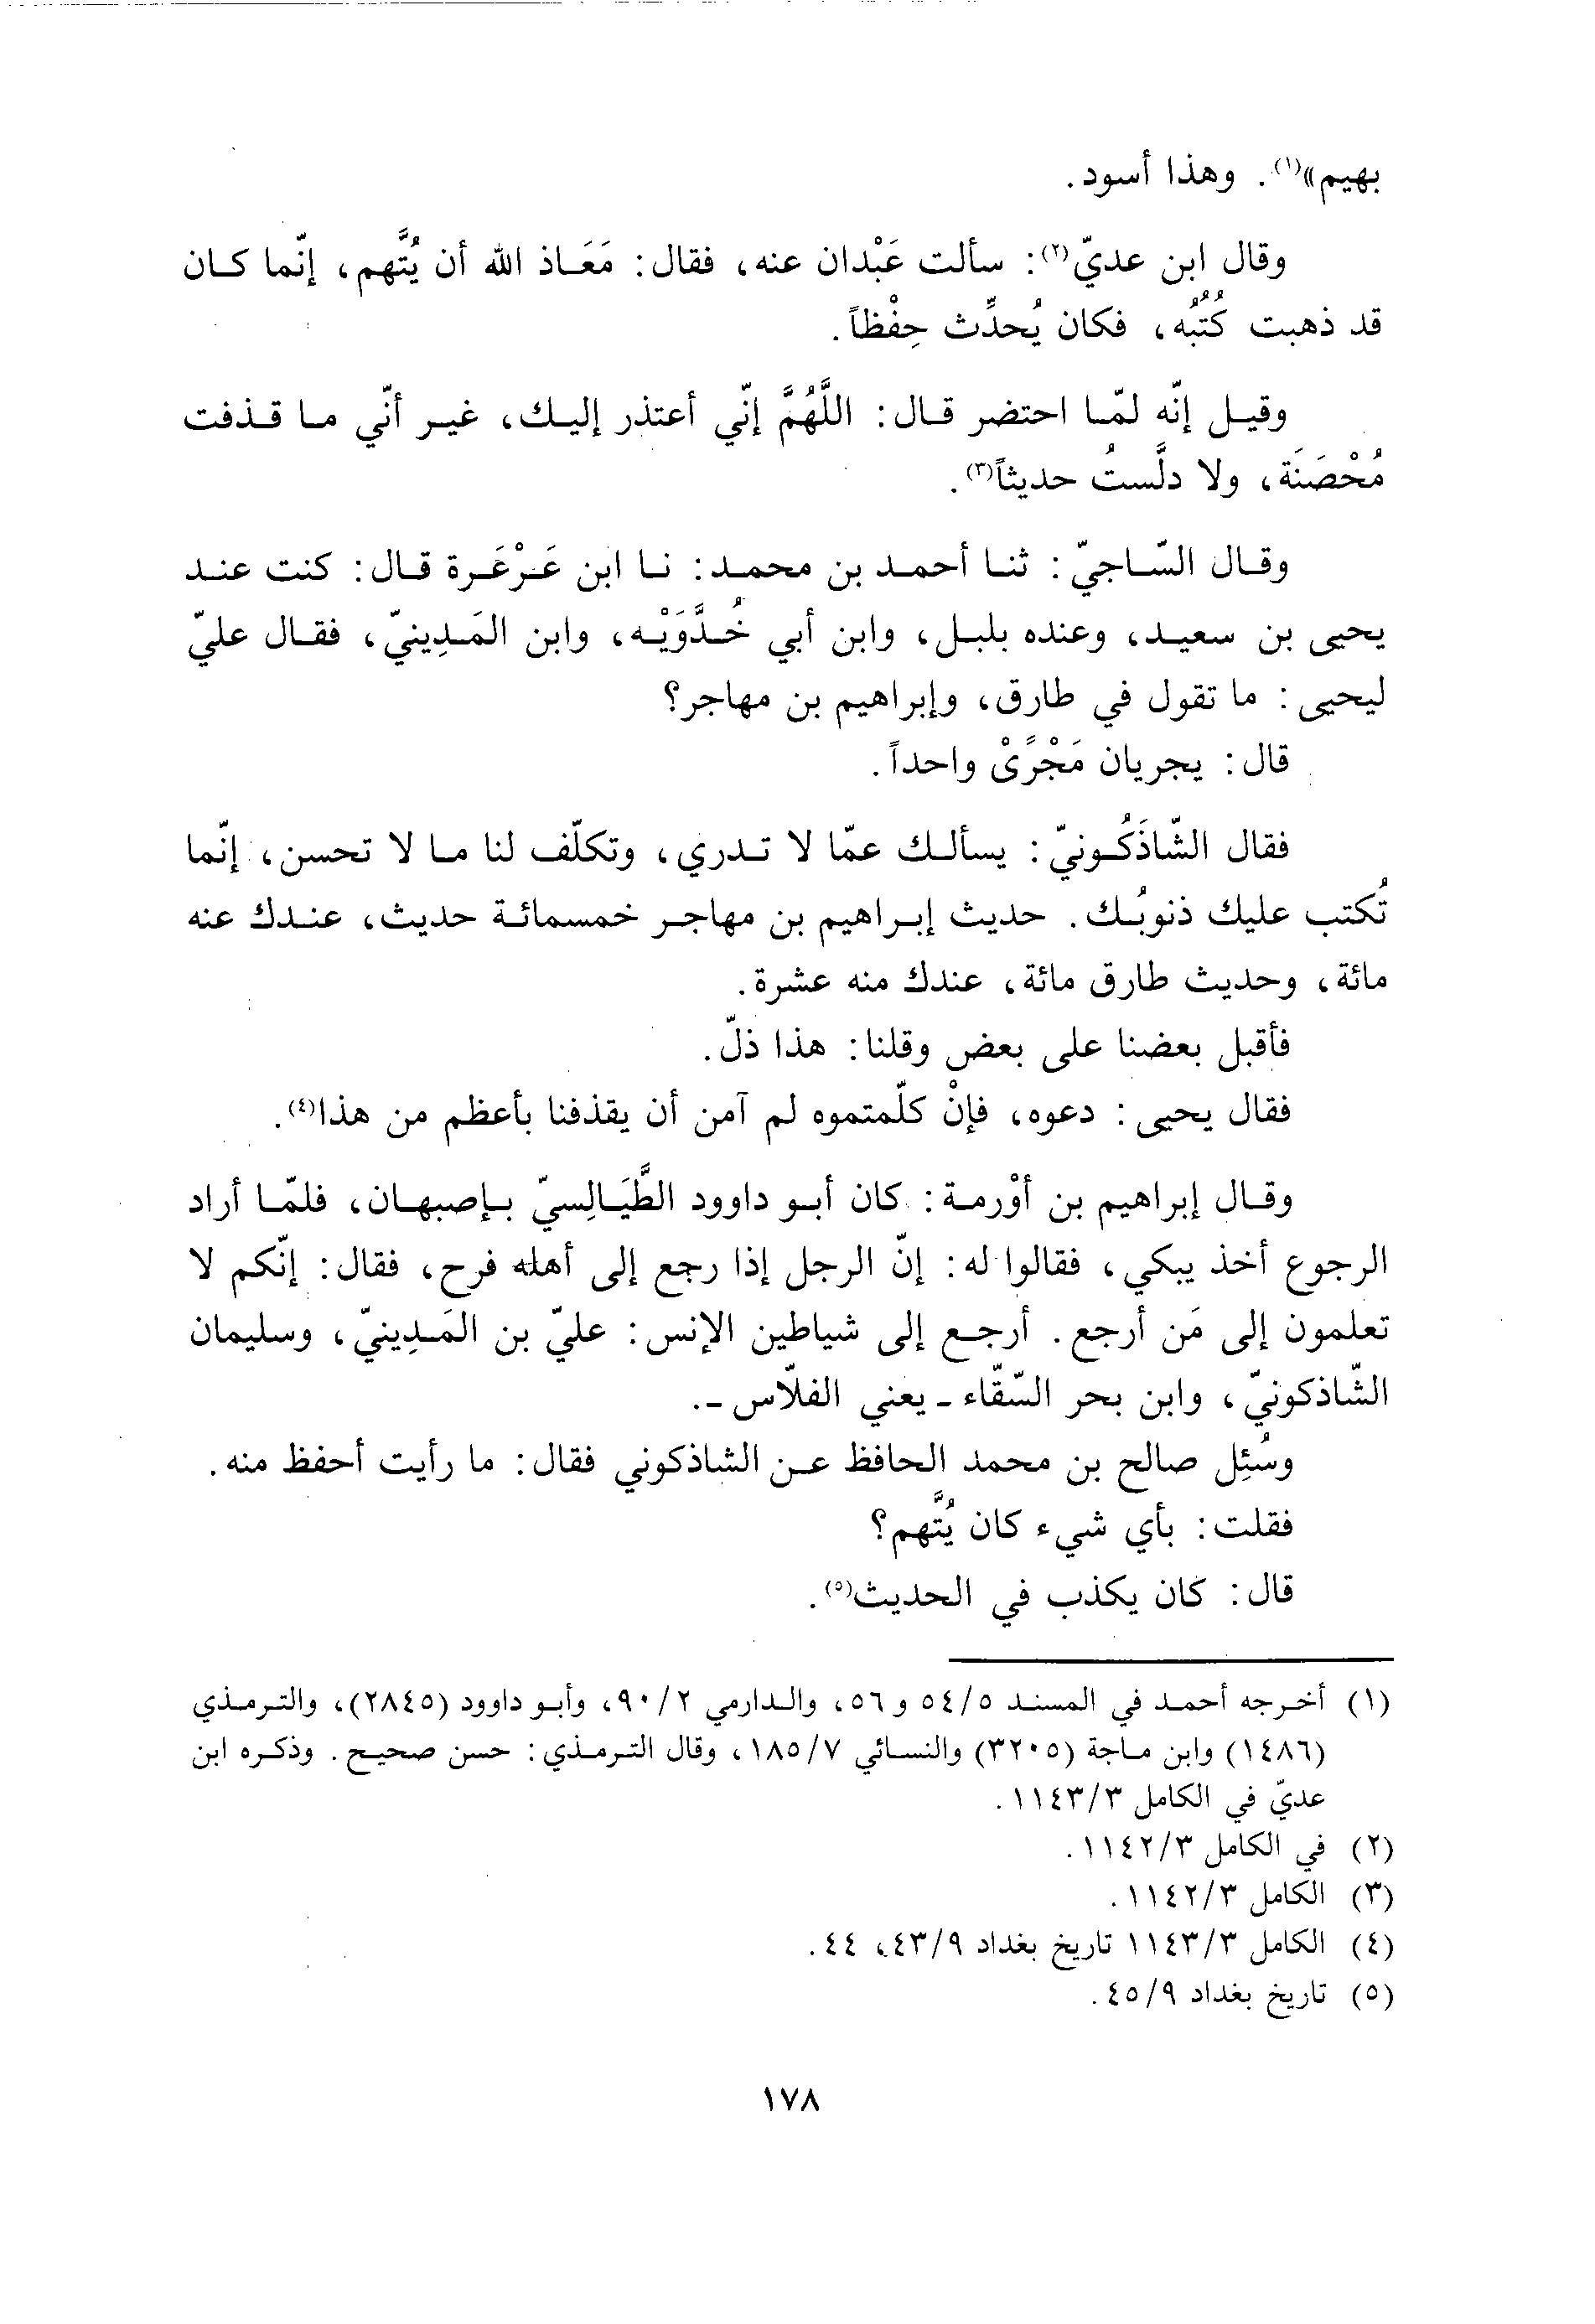 بهيم»(١). وهذا أسود.
وقال ابن عديّ(٢): سألت عَبْدان عنه، فقال: مَعَاذ الله أن يُتَّهم، إنّما كان
قد ذهبت كُتُبُه، فكان يُحدِّث حِفْظاً.
وقيل إنّه لمّا احتضر قال: اللَّهُمَّ إنّي أعتذر إليك، غير أنّي ما قذفت
مُحْصَنَة، ولا دلَّستُ حديثاً(٣).
وقال السّاجيّ: ثنا أحمد بن محمد: نا ابن عَرْعَرة قال: كنت عند
يحيى بن سعيد، وعنده بلبل، وابن أبي خُدَّوَيْه، وابن المَدِينيّ، فقال عليّ
ليحيى: ما تقول في طارق، وإبراهيم بن مهاجر؟
قال: يجريان مَجْرًىْ واحداً.
فقال الشّاذَكُونيّ: يسألك عمّا لا تدري، وتكلّف لنا ما لا تحسن، إنّما
تُكتب عليك ذنوبُك. حديث إبراهيم بن مهاجر خمسمائة حديث، عندك عنه
مائة، وحديث طارق مائة، عندك منه عشرة.
فأقبل بعضنا على بعض وقلنا: هذا ذلّ.
فقال يحيى: دعوه، فإنْ كلّمتموه لم آمن أن يقذفنا بأعظم من هذا(٤).
وقال إبراهيم بن أوْرمة: كان أبو داوود الطَّيَالِسيّ بإصبهان، فلمّا أراد
الرجوع أخذ يبكي، فقالوا له: إنّ الرجل إذا رجع إلى أهله فرح، فقال: إنّكم لا
تعلمون إلى مَن أرجع. أرجع إلى شياطين الإنس: عليّ بن المَدِينيّ، وسليمان
الشّاذكونيّ، وابن بحر السّقّاء - يعني الفلّاس -.
وسُئِل صالح بن محمد الحافظ عن الشاذكوني فقال: ما رأيت أحفظ منه.
فقلت: بأي شيء كان يُتَّهم؟
قال: كان يكذب في الحديث(٥).
(١) أخرجه أحمد في المسند ٥/٥٤ و ٥٦، والدارمي ٢/٩٠، وأبو داوود (٢٨٤٥)، والترمذي
(١٤٨٦) وابن ماجة (٣٢٠٥) والنسائي ٧/١٨٥، وقال الترمذي: حسن صحيح. وذكره ابن
عديّ في الكامل ٣/١١٤٣.
(٢) في الكامل ٣/١١٤٢.
(٣) الكامل ٣/١١٤٢.
(٤) الكامل ٣/١١٤٣ تاريخ بغداد ٩/٤٣، ٤٤.
(٥) تاريخ بغداد ٩/٤٥.
١٧٨